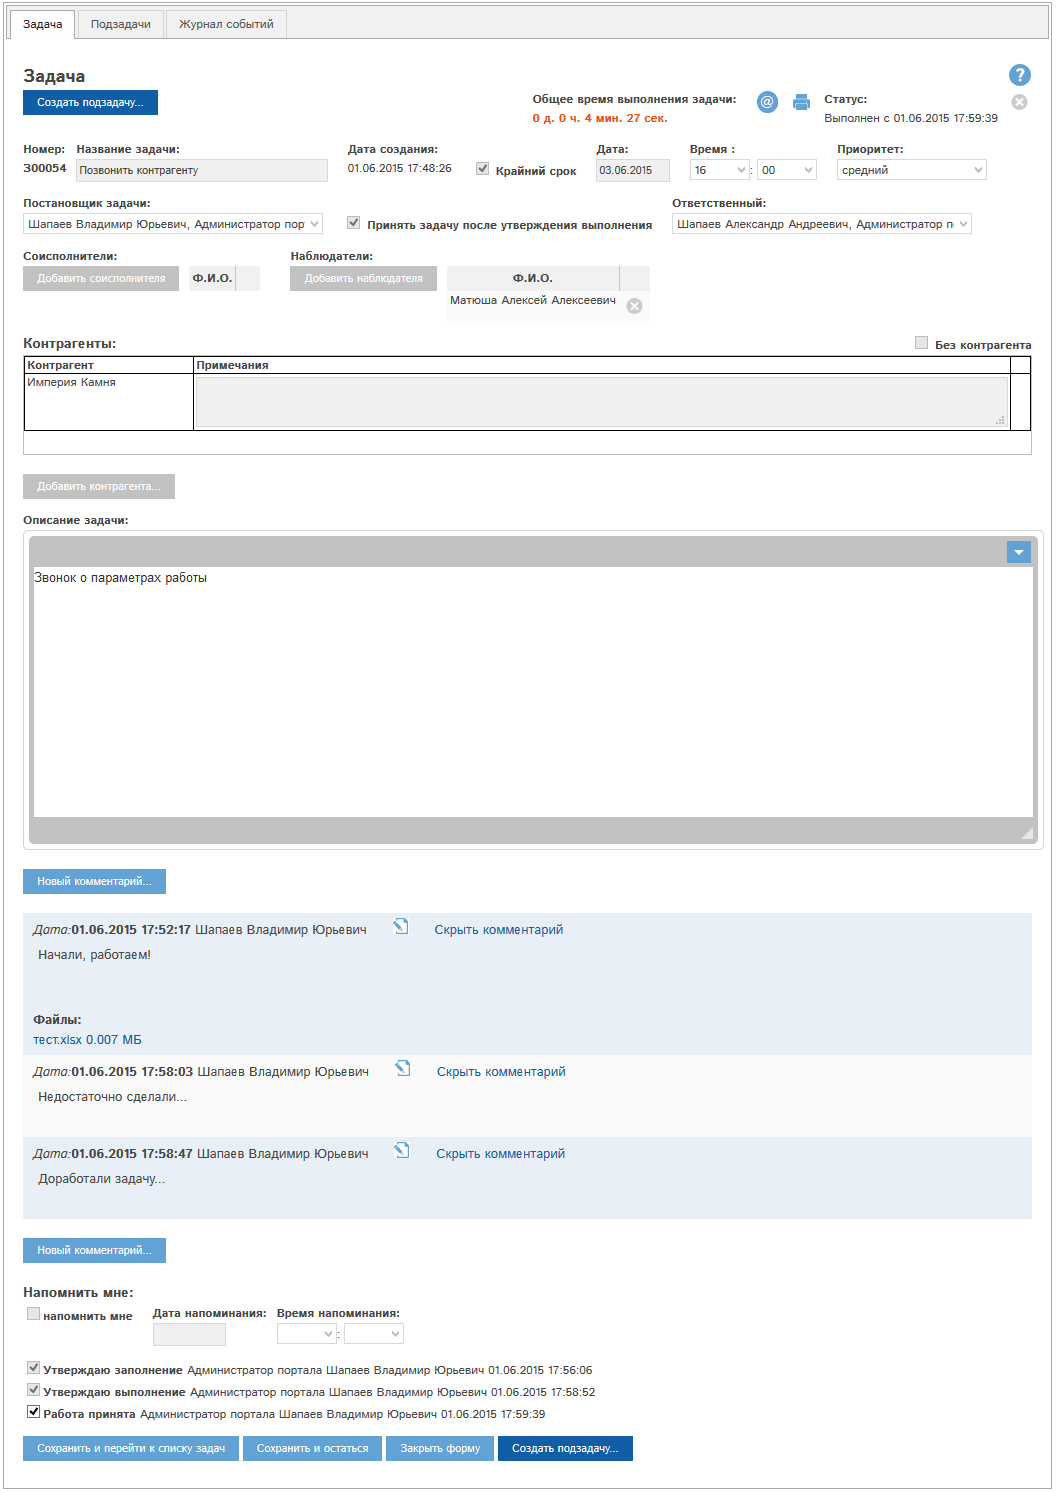 Задача Подзадачи Журнал событий
Задача
?
Создать подзадачу...
Общее время выполнения задачи: @ Статус:
0 д. 0 ч. 4 мин. 27 сек. Выполнен с 01.06.2015 17:59:39
Номер: Название задачи: Дата создания: Дата: Время : Приоритет:
З00054 Позвонить контрагенту 01.06.2015 17:48:26 Крайний срок 03.06.2015 16 : 00 средний
Постановщик задачи: Ответственный:
Шапаев Владимир Юрьевич, Администратор пор Принять задачу после утверждения выполнения Шапаев Александр Андреевич, Администратор п
Соисполнители: Наблюдатели:
Добавить соисполнителя Ф.И.О. Добавить наблюдателя Ф.И.О.
Матюша Алексей Алексеевич
Контрагенты: Без контрагента
Контрагент Примечания
Империя Камня
Добавить контрагента...
Описание задачи:
Звонок о параметрах работы
Новый комментарий...
Дата:01.06.2015 17:52:17 Шапаев Владимир Юрьевич Скрыть комментарий
Начали, работаем!
Файлы:
тест.xlsx 0.007 МБ
Дата:01.06.2015 17:58:03 Шапаев Владимир Юрьевич Скрыть комментарий
Недостаточно сделали...
Дата:01.06.2015 17:58:47 Шапаев Владимир Юрьевич Скрыть комментарий
Доработали задачу...
Новый комментарий...
Напомнить мне:
напомнить мне Дата напоминания: Время напоминания:
:
Утверждаю заполнение Администратор портала Шапаев Владимир Юрьевич 01.06.2015 17:56:06
Утверждаю выполнение Администратор портала Шапаев Владимир Юрьевич 01.06.2015 17:58:52
Работа принята Администратор портала Шапаев Владимир Юрьевич 01.06.2015 17:59:39
Сохранить и перейти к списку задач Сохранить и остаться Закрыть форму Создать подзадачу...